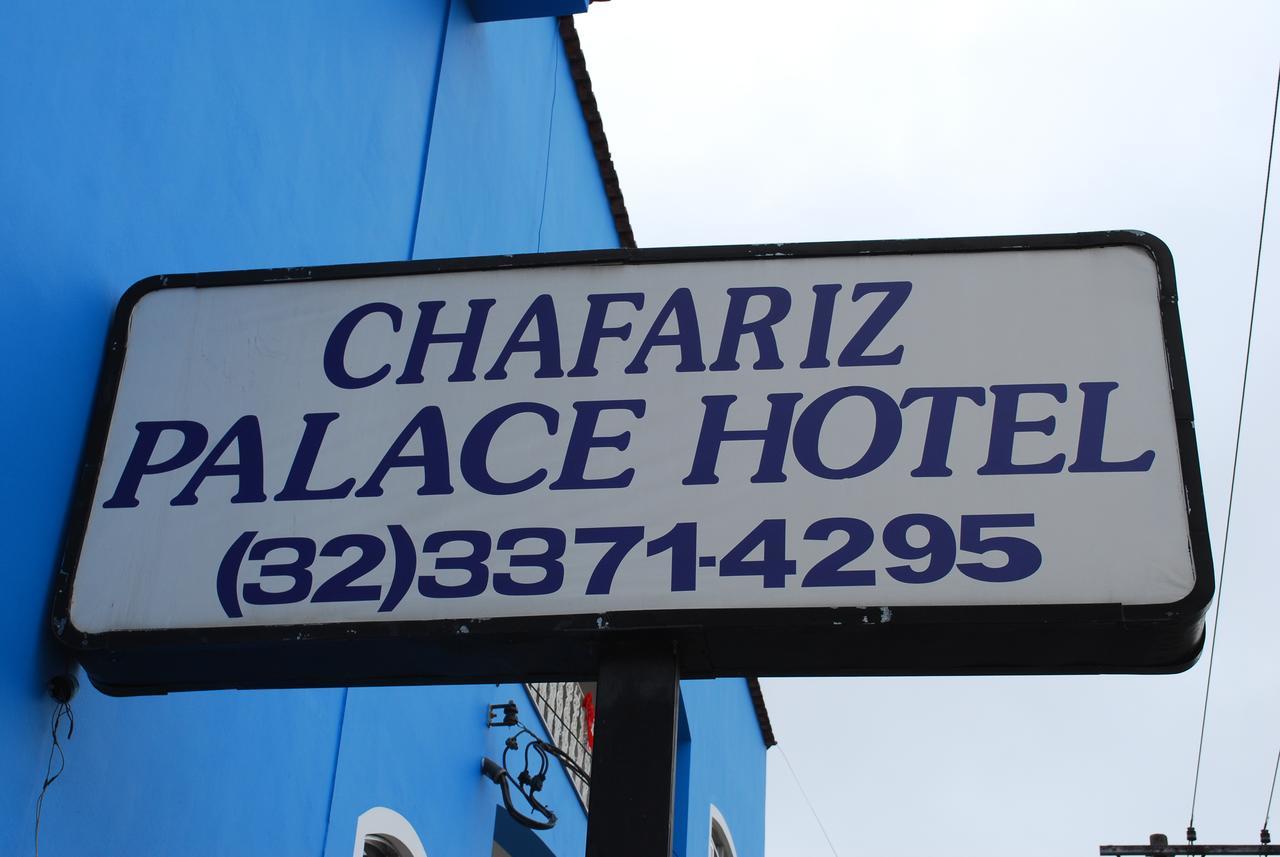 CHAFARIZ
PALACE HOTEL
(32)3371-4295